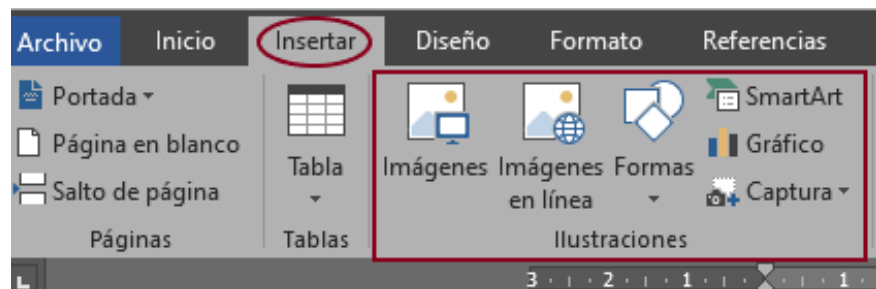 Archivo Inicio Insertar Diseño Formato Referencias
Portada
Página en blanco
Salto de página
Páginas
Tabla
Tablas
Imágenes
Imágenes
en línea
Formas
SmartArt
Gráfico
Captura
Ilustraciones
L
3 2 1 1